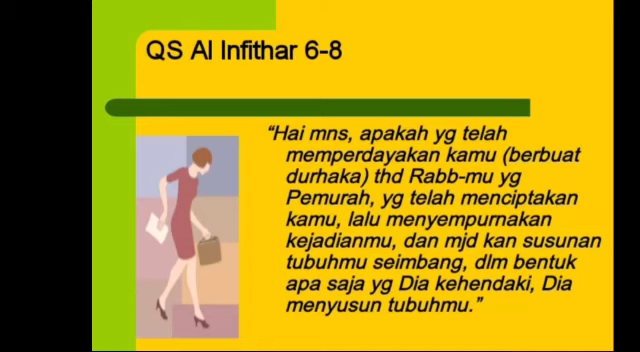 QS Al Infithar 6-8
“Hai mns, apakah yg telah
memperdayakan kamu (berbuat
durhaka) thd Rabb-mu yg
Pemurah, yg telah menciptakan
kamu, lalu menyempurnakan
kejadianmu, dan mjd kan susunan
tubuhmu seimbang, dlm bentuk
apa saja yg Dia kehendaki, Dia
menyusun tubuhmu.”